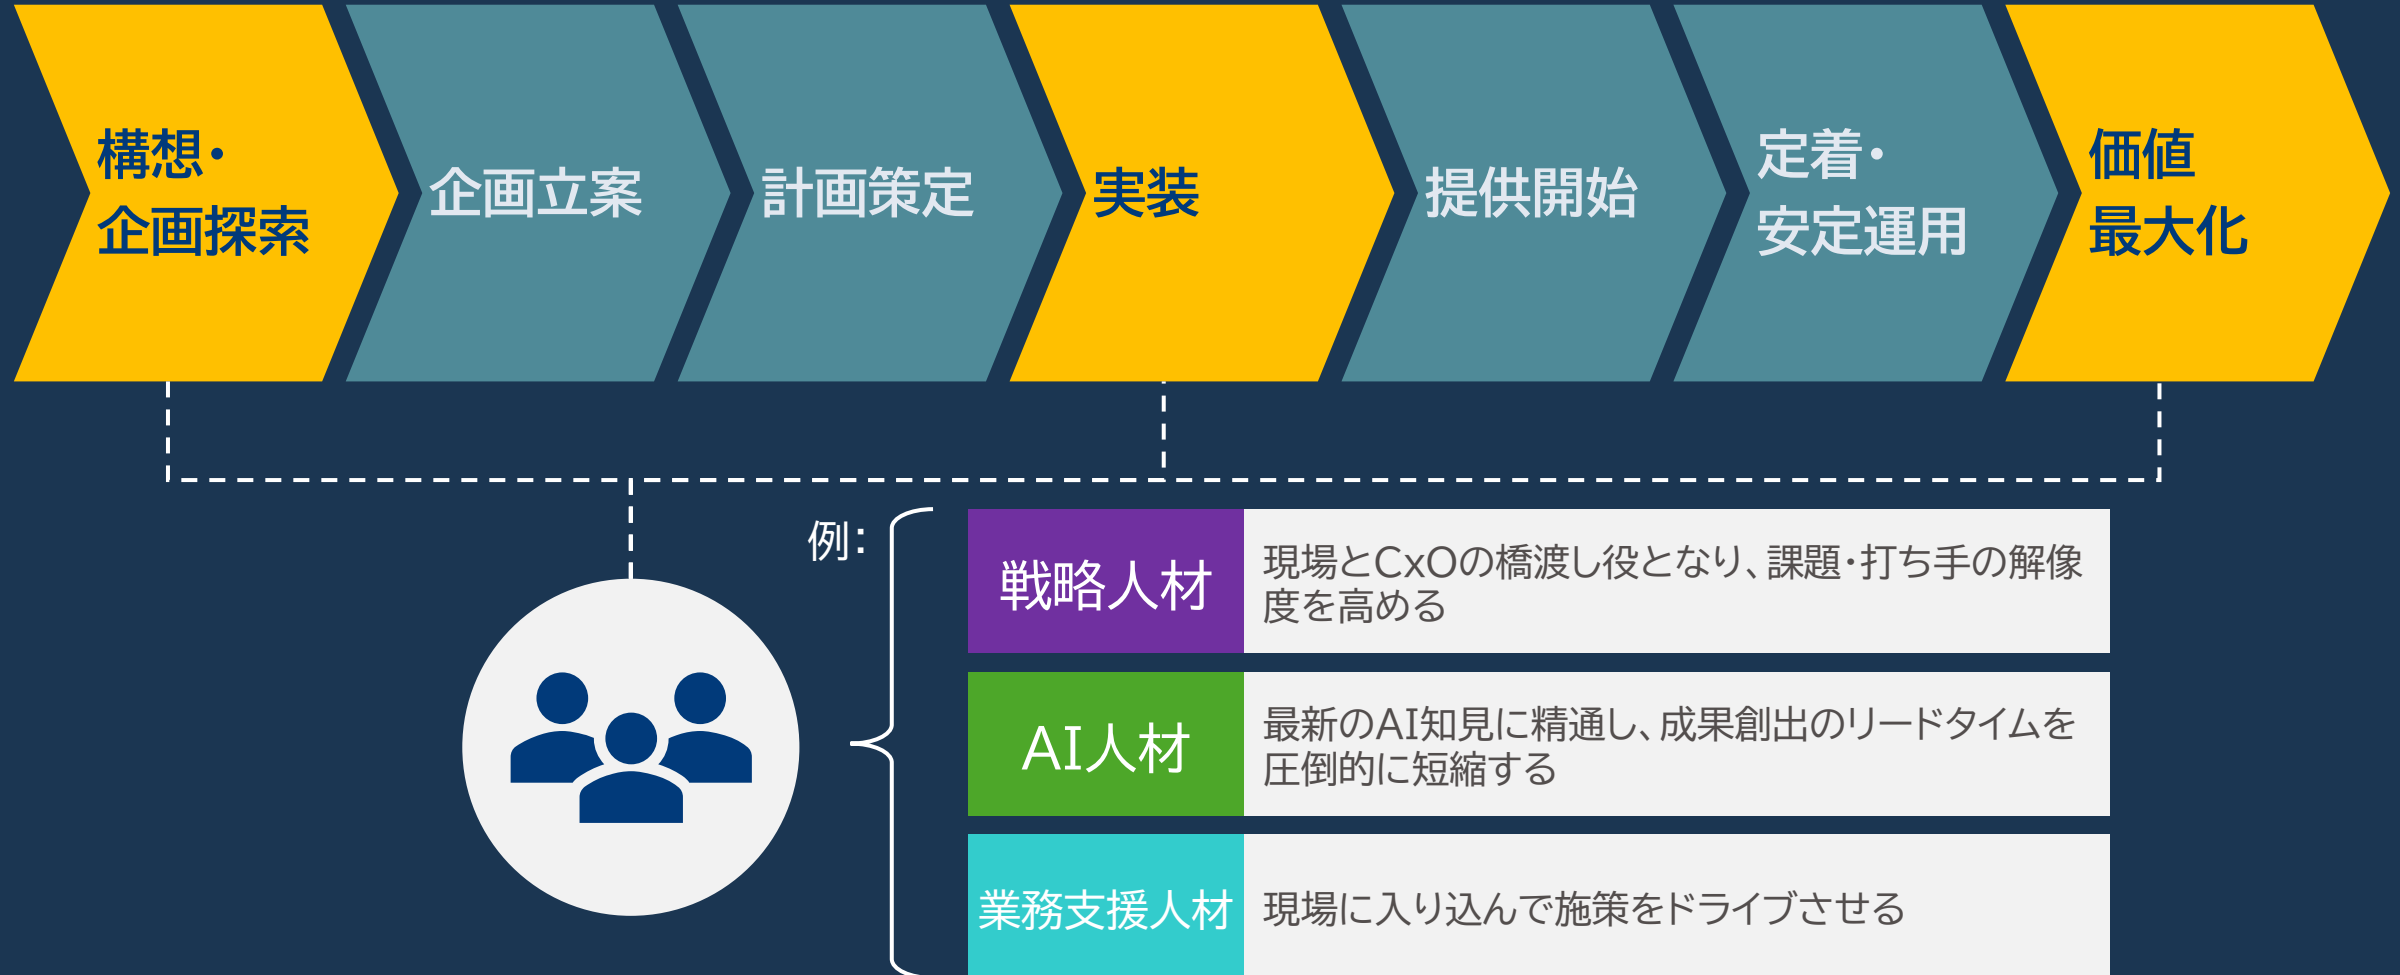 構想・
企画探索
企画立案
計画策定
実装
提供開始
定着・
安定運用
価値
最大化
例：
戦略人材
現場とCxOの橋渡し役となり、課題・打ち手の解像
度を高める
AI人材
最新のAI知見に精通し、成果創出のリードタイムを
圧倒的に短縮する
業務支援人材
現場に入り込んで施策をドライブさせる